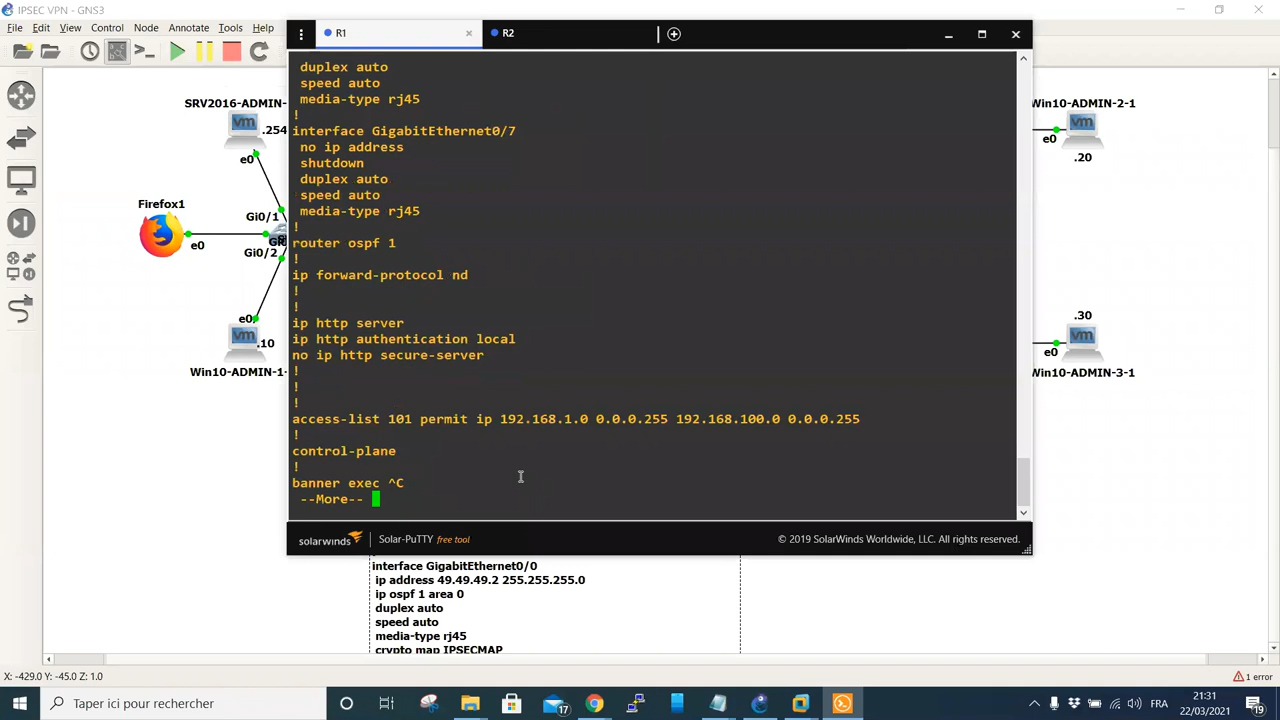 IPSEC VPN - GNS3
File Edit View Control Node Annotate Tools Help
R1 × R2
SRV2016-ADMIN-
.254
e0
Firefox1
e0
Gi0/1
Gi0/2
e0
.10
Win10-ADMIN-1-
duplex auto
speed auto
media-type rj45
!
interface GigabitEthernet0/7
no ip address
shutdown
duplex auto
speed auto
media-type rj45
!
router ospf 1
!
ip forward-protocol nd
!
!
ip http server
ip http authentication local
no ip http secure-server
!
!
!
access-list 101 permit ip 192.168.1.0 0.0.0.255 192.168.100.0 0.0.0.255
!
control-plane
!
banner exec ^C
--More--
solarwinds Solar-PuTTY free tool © 2019 SolarWinds Worldwide, LLC. All rights reserved.
Win10-ADMIN-2-1
e0
.20
.30
e0
Win10-ADMIN-3-1
interface GigabitEthernet0/0
ip address 49.49.49.2 255.255.255.0
ip ospf 1 area 0
duplex auto
speed auto
media-type rj45
crypto map IPSECMAP
X: -429.0 Y: -45.0 Z: 1.0
1 error
Taper ici pour rechercher
17
FRA
21:31
22/03/2021
19